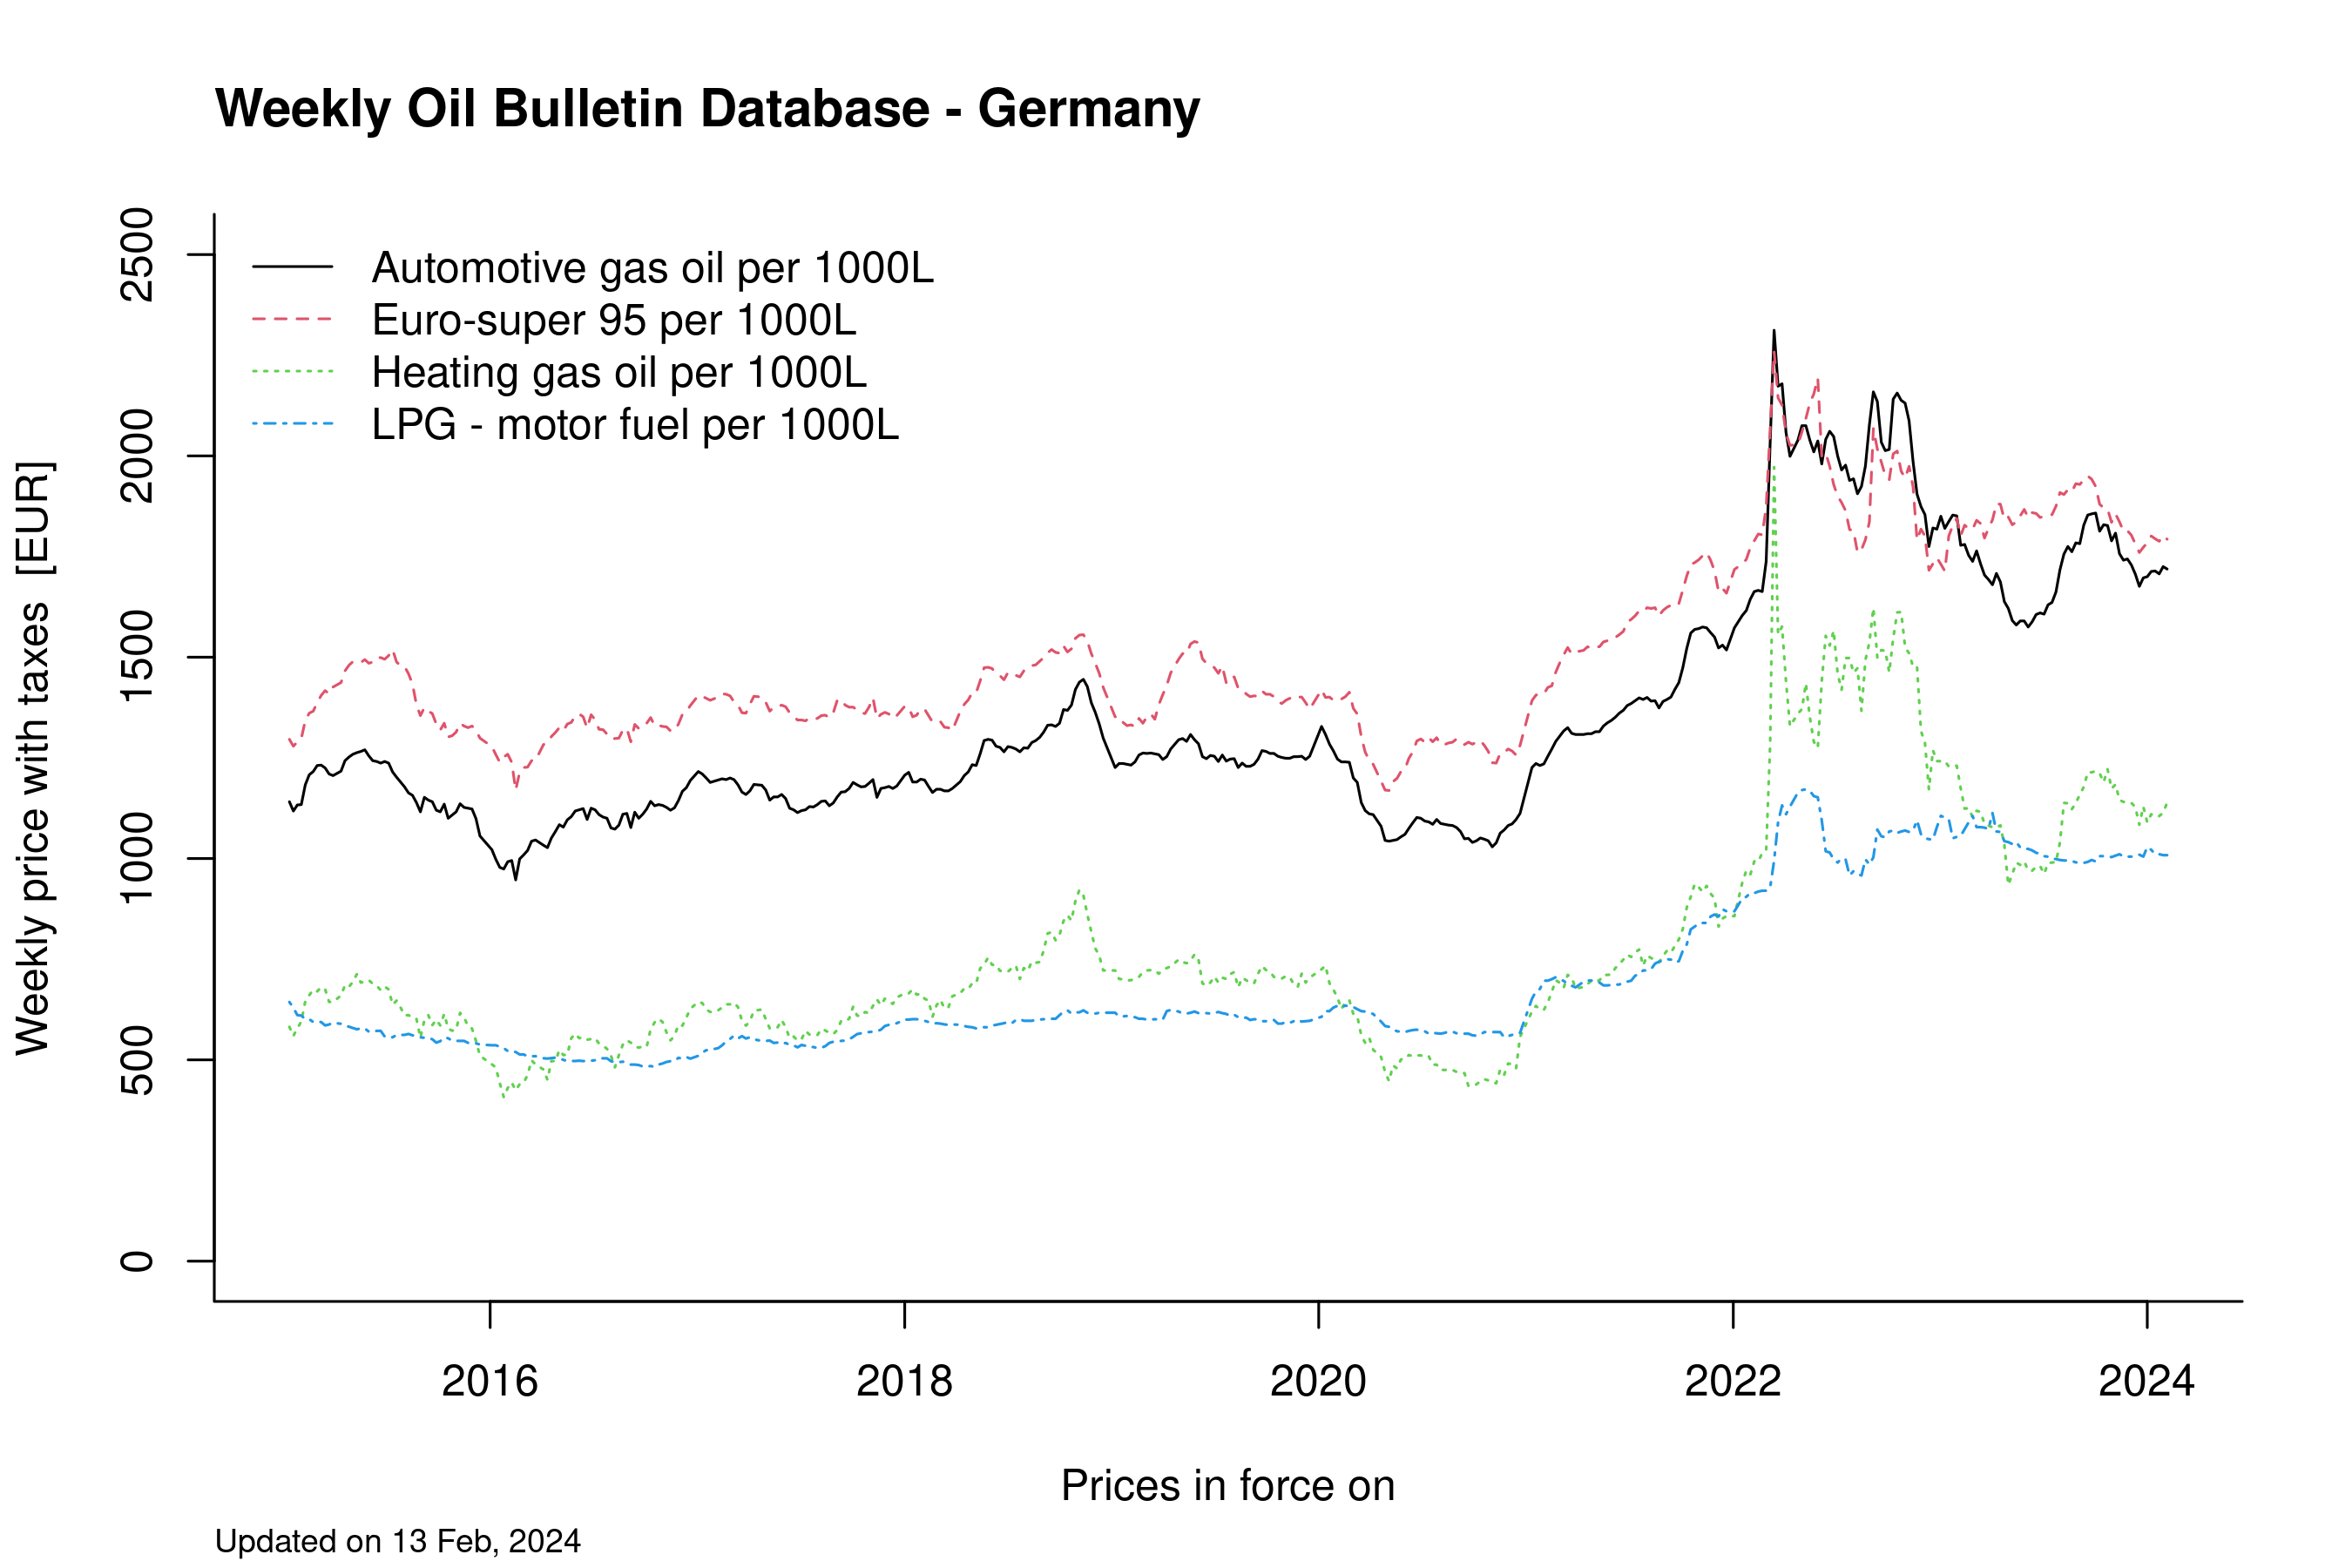 Weekly Oil Bulletin Database - Germany
Automotive gas oil per 1000L
Euro-super 95 per 1000L
Heating gas oil per 1000L
LPG - motor fuel per 1000L
Weekly price with taxes [EUR]
2500
2000
1500
1000
500
0
2016 2018 2020 2022 2024
Prices in force on
Updated on 13 Feb, 2024